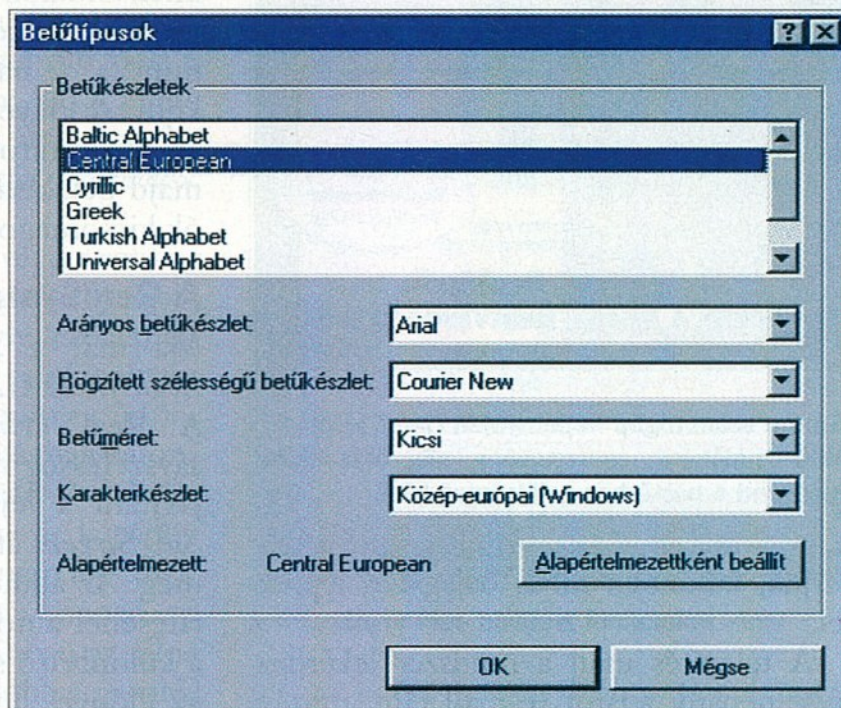 Betűtípusok
Betűkészletek
Baltic Alphabet
Central European
Cyrillic
Greek
Turkish Alphabet
Universal Alphabet
Arányos betűkészlet: Arial
Rögzített szélességű betűkészlet: Courier New
Betűméret: Kicsi
Karakterkészlet: Közép-európai (Windows)
Alapértelmezett: Central European Alapértelmezettként beállít
OK Mégse